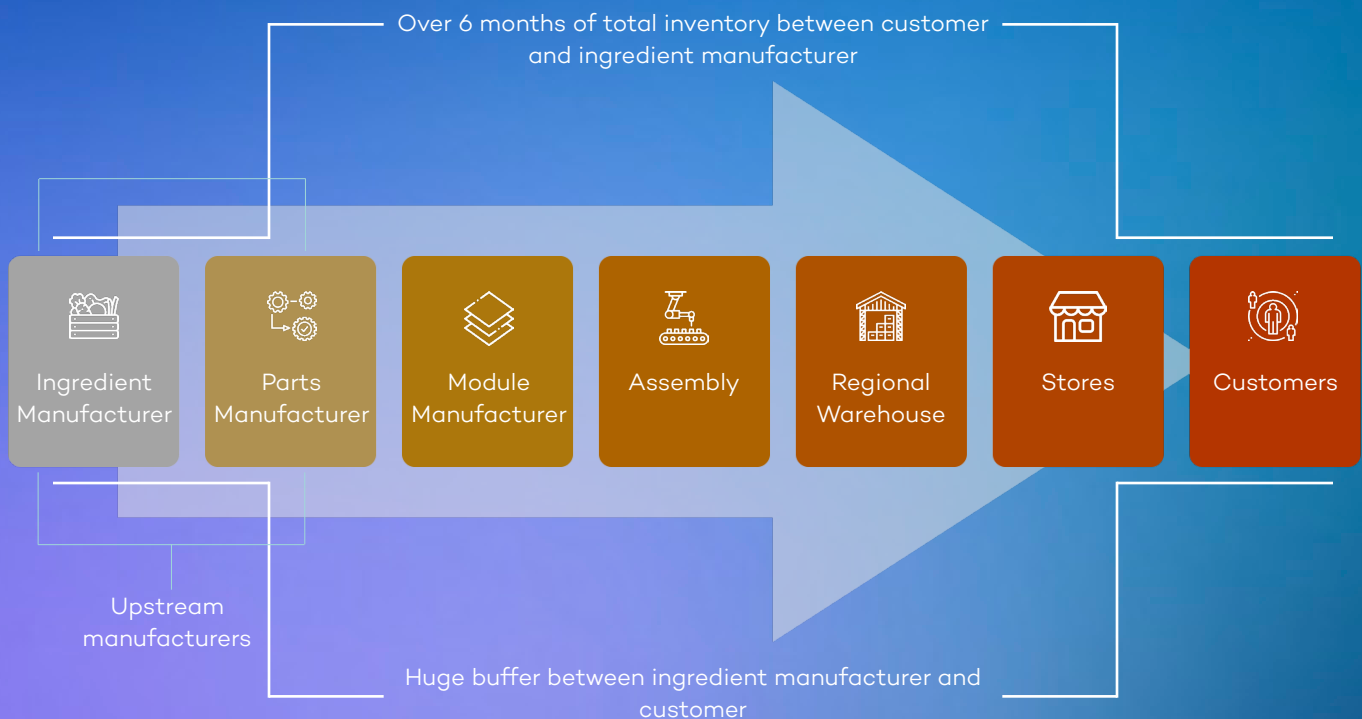 Over 6 months of total inventory between customer
and ingredient manufacturer
Ingredient
Manufacturer
Parts
Manufacturer
Module
Manufacturer
Assembly
Regional
Warehouse
Stores
Customers
Upstream
manufacturers
Huge buffer between ingredient manufacturer and
customer